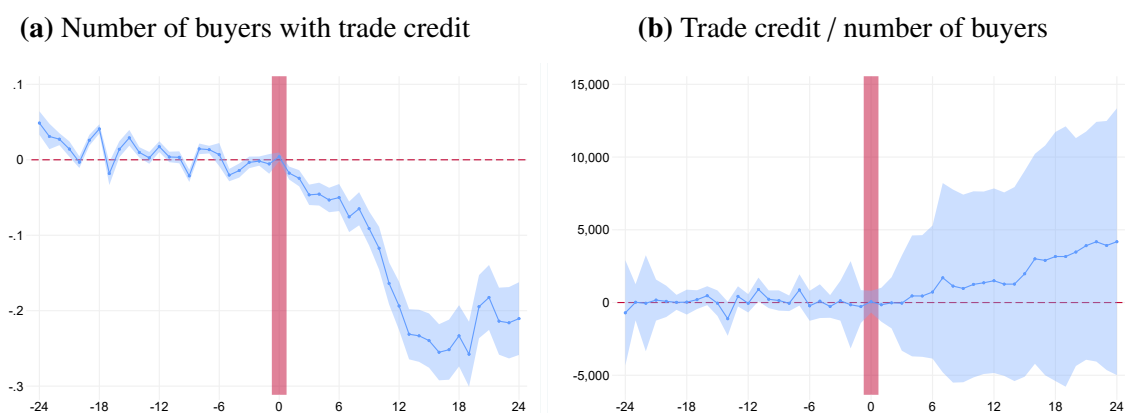 (a) Number of buyers with trade credit
.1
0
-.1
-.2
-.3
-24 -18 -12 -6 0 6 12 18 24
(b) Trade credit / number of buyers
15,000
10,000
5,000
0
-5,000
-24 -18 -12 -6 0 6 12 18 24